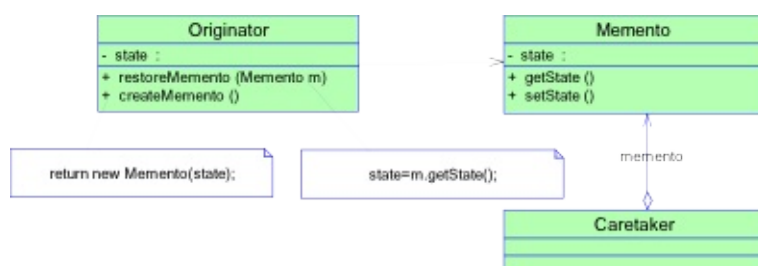 Originator
- state :
+ restoreMemento (Memento m)
+ createMemento ()
Memento
- state :
+ getState ()
+ setState ()
return new Memento(state);
state=m.getState();
memento
Caretaker